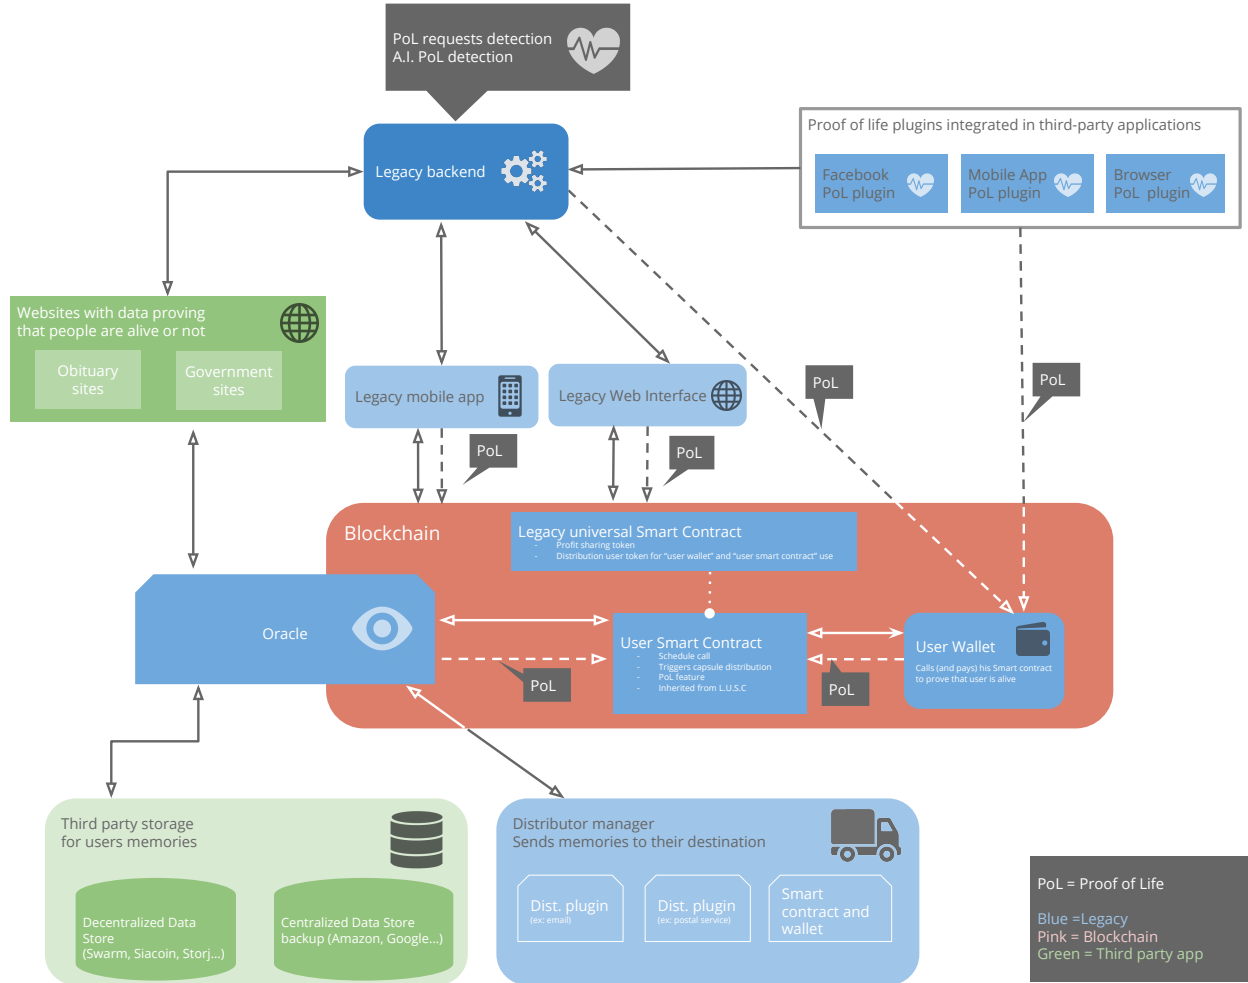 PoL requests detection
A.I. PoL detection
Legacy backend
Proof of life plugins integrated in third-party applications
Facebook
PoL plugin
Mobile App
PoL plugin
Browser
PoL  plugin
Websites with data proving
that people are alive or not
Obituary
sites
Government
sites
Legacy mobile app
Legacy Web Interface
PoL
PoL
PoL
PoL
Blockchain
Legacy universal Smart Contract
- Profit sharing token
- Distribution user token for “user wallet” and “user smart contract” use
Oracle
User Smart Contract
- Schedule call
- Triggers capsule distribution
- PoL feature
- Inherited from L.U.S.C
User Wallet
Calls (and pays) his Smart contract
to prove that user is alive
PoL
PoL
Third party storage
for users memories
Decentralized Data
Store
(Swarm, Siacoin, Storj...)
Centralized Data Store
backup (Amazon, Google...)
Distributor manager
Sends memories to their destination
Dist. plugin
(ex: email)
Dist. plugin
(ex: postal service)
Smart
contract and
wallet
PoL = Proof of Life
Blue =Legacy
Pink = Blockchain
Green = Third party app